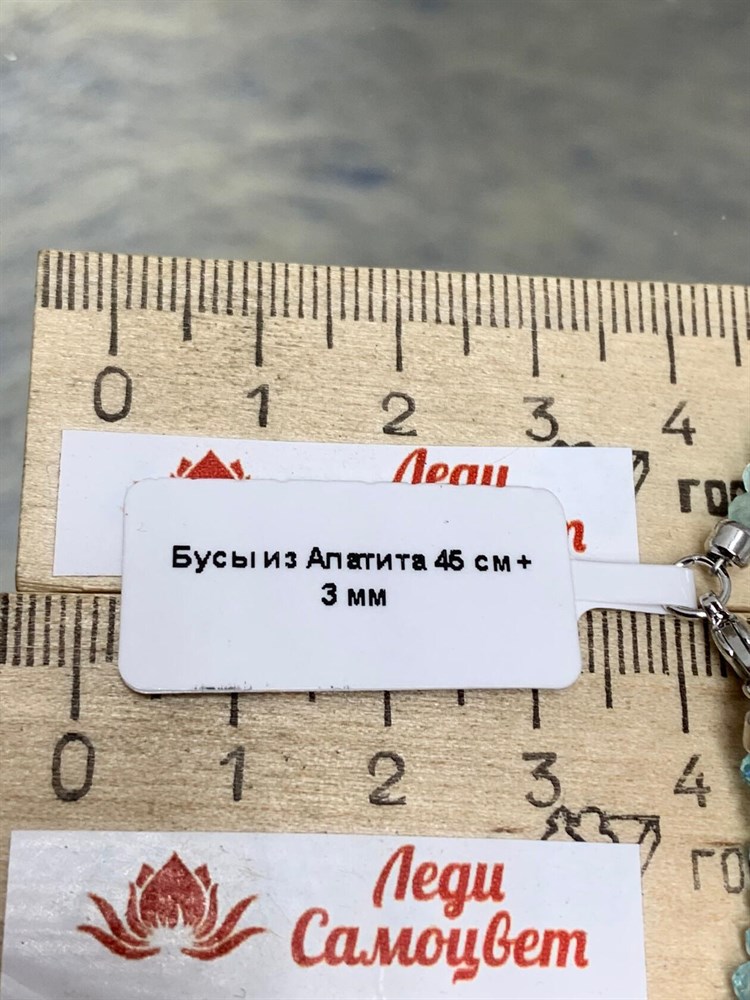 0 1 2 3 4
Леди
Бусы из Апатита 45 см+
3 мм
0 1 2 3 4
Леди
Самоцвет